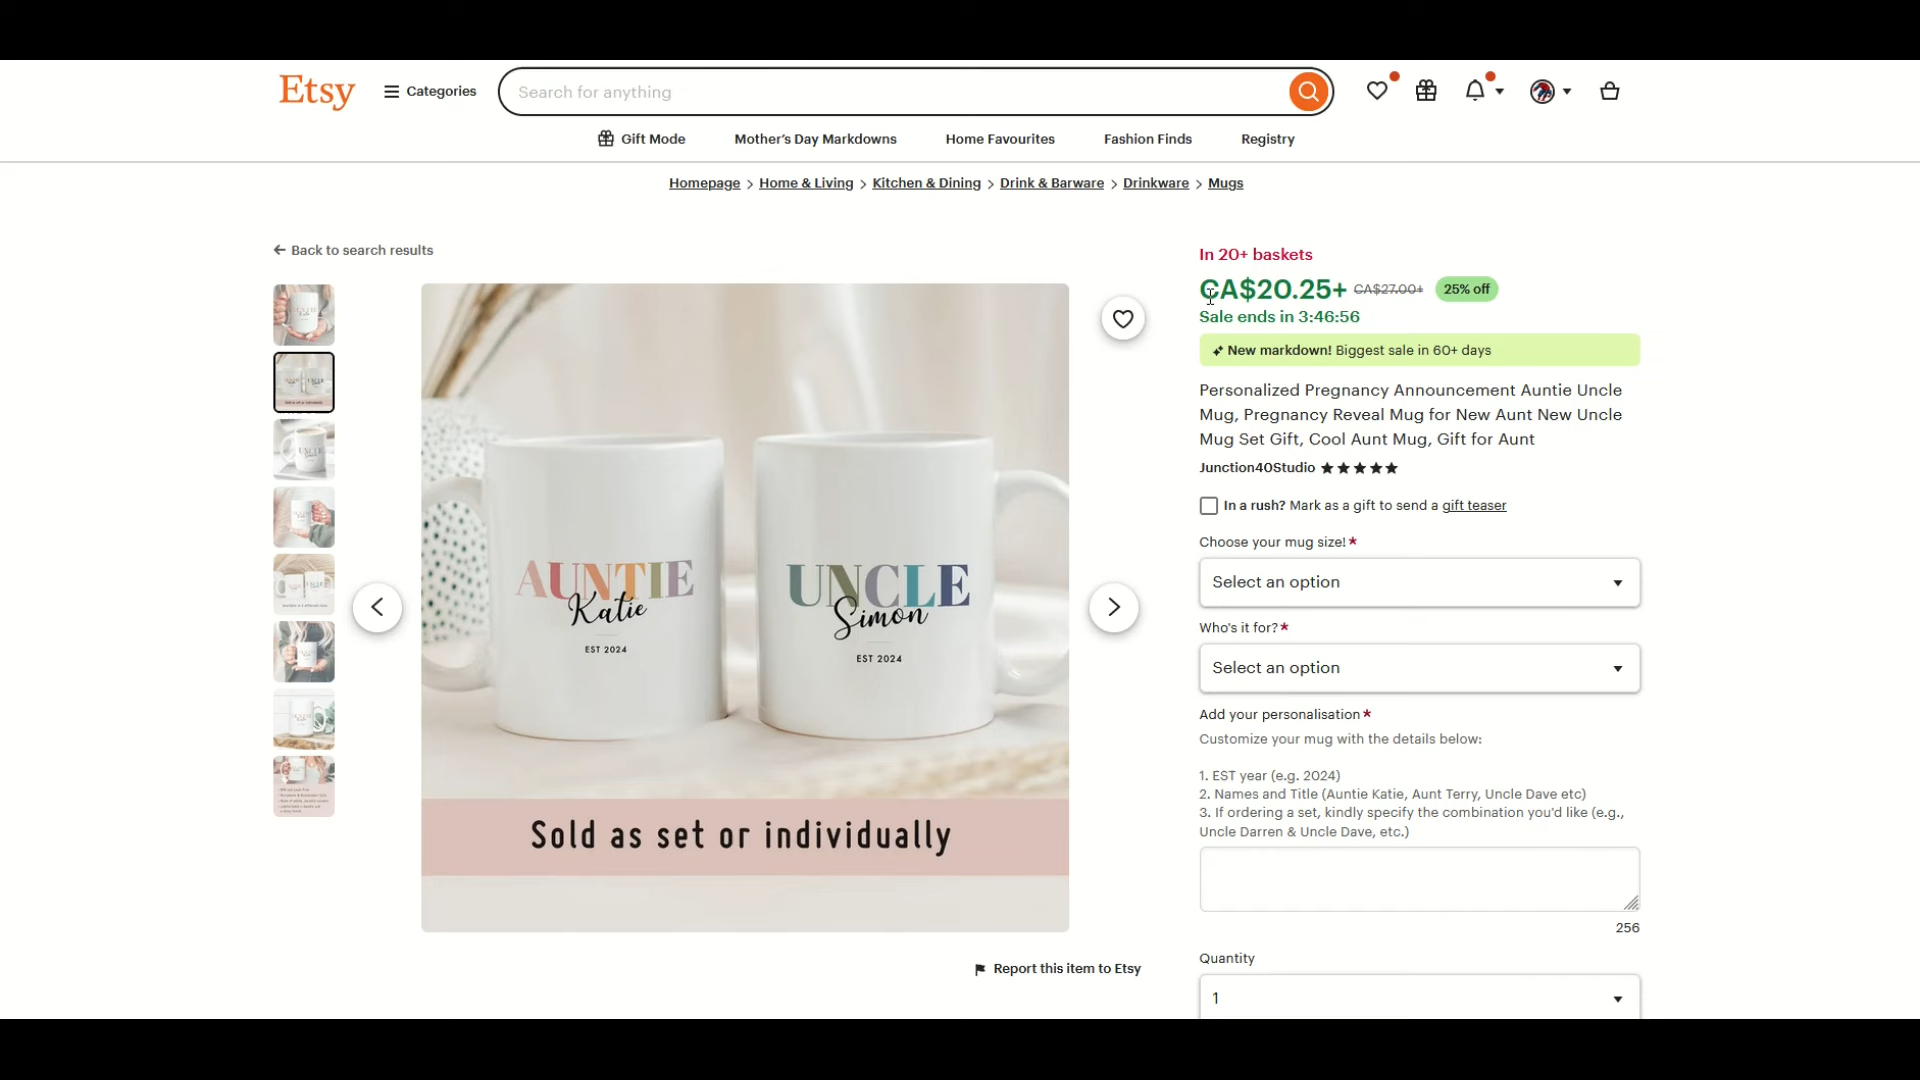 Etsy
Categories
Search for anything
Gift Mode
Mother's Day Markdowns
Home Favourites
Fashion Finds
Registry
Homepage > Home & Living > Kitchen & Dining > Drink & Barware > Drinkware > Mugs
Back to search results
AUNTIE
Katie
EST 2024
UNCLE
Simon
EST 2024
Sold as set or individually
Report this item to Etsy
In 20+ baskets
CA$20.25+ CA$27.00+ 25% off
Sale ends in 3:46:56
New markdown! Biggest sale in 60+ days
Personalized Pregnancy Announcement Auntie Uncle
Mug, Pregnancy Reveal Mug for New Aunt New Uncle
Mug Set Gift, Cool Aunt Mug, Gift for Aunt
Junction40Studio
In a rush? Mark as a gift to send a gift teaser
Choose your mug size!*
Select an option
Who's it for?*
Select an option
Add your personalisation*
Customize your mug with the details below:
1. EST year (e.g. 2024)
2. Names and Title (Auntie Katie, Aunt Terry, Uncle Dave etc)
3. If ordering a set, kindly specify the combination you'd like (e.g.,
Uncle Darren & Uncle Dave, etc.)
256
Quantity
1